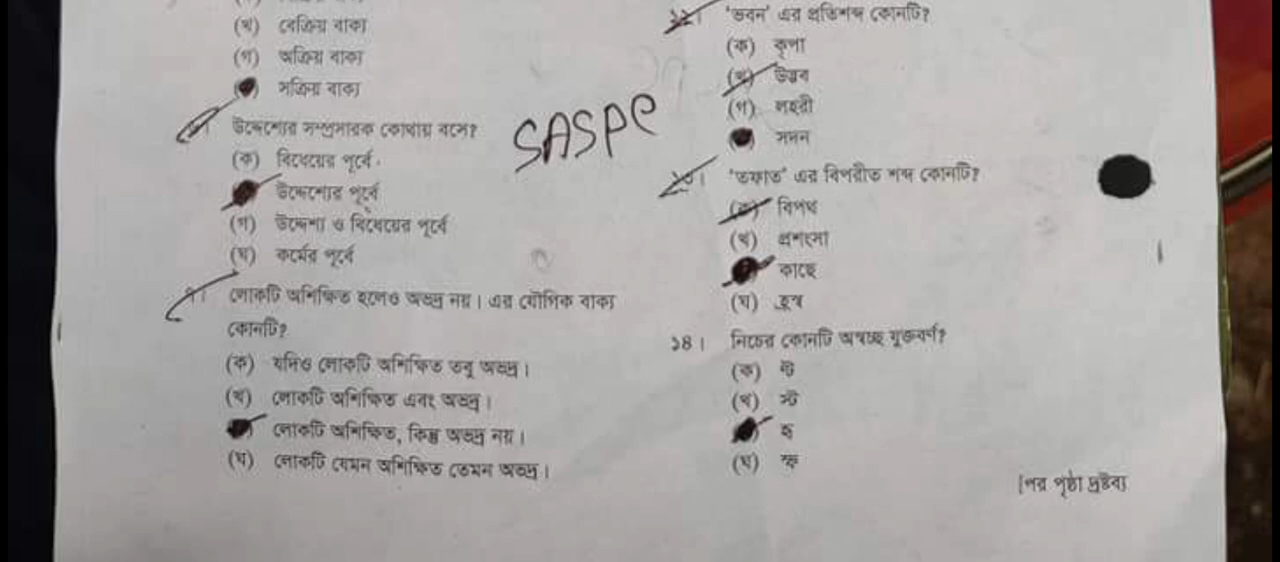 (খ) বেক্রিয় বাক্য
(গ) অক্রিয় বাক্য
সক্রিয় বাক্য
উদ্দেশ্যের সম্প্রসারক কোথায় বসে?
(ক) বিধেয়ের পূর্বে
উদ্দেশ্যের পূর্বে
(গ) উদ্দেশ্য ও বিধেয়ের পূর্বে
(ঘ) কর্মের পূর্বে
৭। লোকটি অশিক্ষিত হলেও অভদ্র নয়। এর যৌগিক বাক্য
কোনটি?
(ক) যদিও লোকটি অশিক্ষিত তবু অভদ্র।
(খ) লোকটি অশিক্ষিত এবং অভদ্র।
লোকটি অশিক্ষিত, কিন্তু অভদ্র নয়।
(ঘ) লোকটি যেমন অশিক্ষিত তেমন অভদ্র।
SASPC
১২। 'ভবন' এর প্রতিশব্দ কোনটি?
(ক) কৃপা
(খ) উদ্ভব
(গ) লহরী
সদন
১৩। 'তফাত' এর বিপরীত শব্দ কোনটি?
(ক) বিপথ
(খ) প্রশংসা
কাছে
(ঘ) হ্রস্ব
১৪। নিচের কোনটি অস্বচ্ছ যুক্তবর্ণ?
(ক)
(খ) স্ট
(ঘ)
[পর পৃষ্ঠা দ্রষ্টব্য